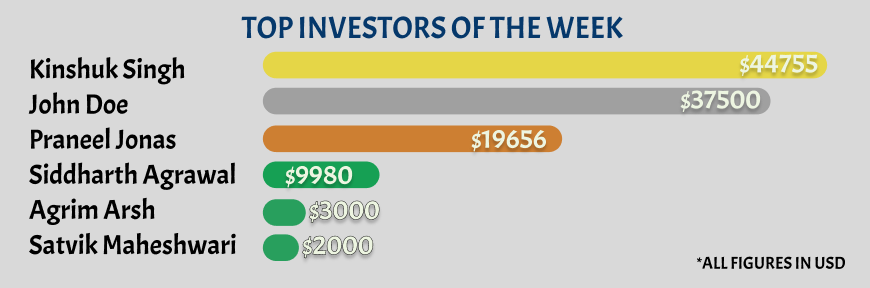 TOP INVESTORS OF THE WEEK
Kinshuk Singh $44755
John Doe $37500
Praneel Jonas $19656
Siddharth Agrawal $9980
Agrim Arsh $3000
Satvik Maheshwari $2000
*ALL FIGURES IN USD